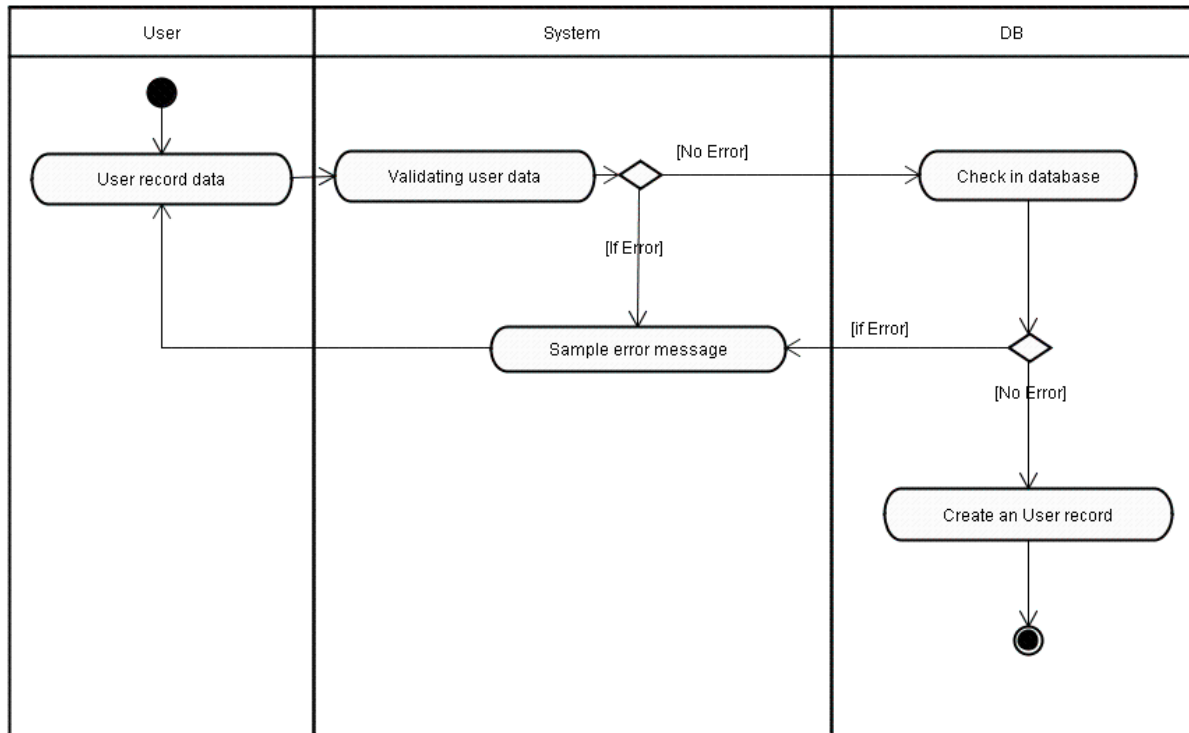 User
System
DB
[No Error]
User record data
Validating user data
Check in database
[If Error]
[if Error]
Sample error message
[No Error]
Create an User record